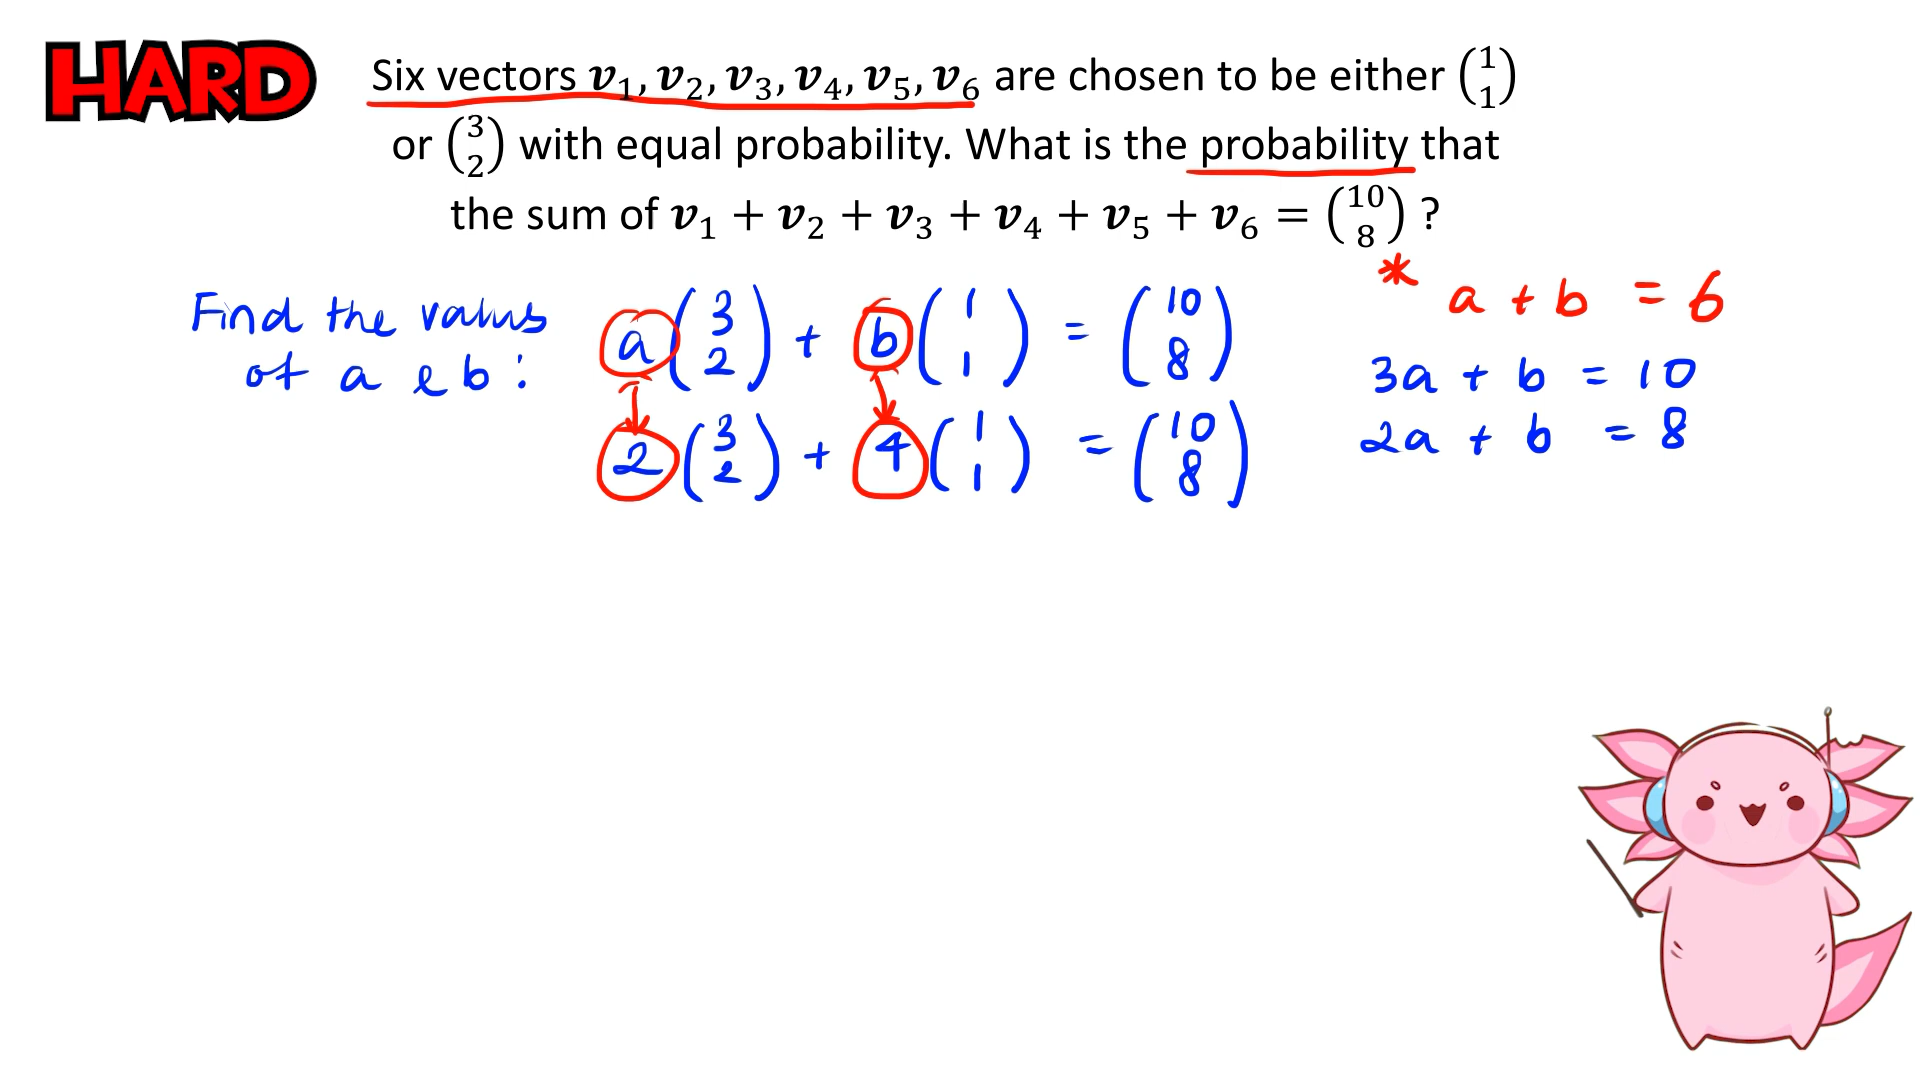 HARD
Six vectors v₁, v₂, v₃, v₄, v₅, v₆ are chosen to be either (1 1)
or (3 2) with equal probability. What is the probability that
the sum of v₁ + v₂ + v₃ + v₄ + v₅ + v₆ = (10 8) ?
* a + b = 6
Find the values
of a & b :
a (3 2) + b (1 1) = (10 8)
2 (3 2) + 4 (1 1) = (10 8)
3a + b = 10
2a + b = 8